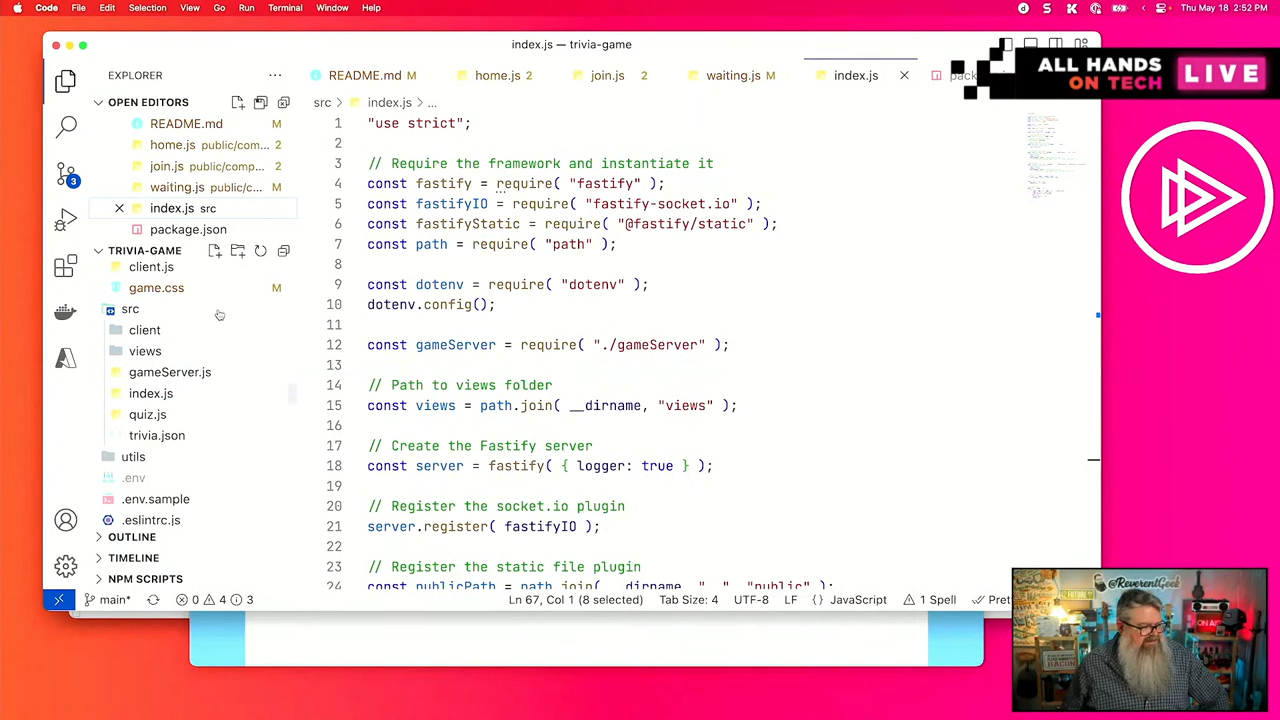 Code File Edit Selection View Go Run Terminal Window Help
Thu May 18 2:52 PM
index.js — trivia-game
ALL HANDS
ON TECH
LIVE
EXPLORER
README.md M
home.js 2
join.js 2
waiting.js M
index.js
OPEN EDITORS
README.md M
home.js public/com... 2
join.js public/comp... 2
waiting.js public/c... M
index.js src
package.json
TRIVIA-GAME
client.js
game.css M
src
client
views
gameServer.js
index.js
quiz.js
trivia.json
utils
.env
.env.sample
.eslintrc.js
OUTLINE
TIMELINE
NPM SCRIPTS
src > index.js > ...
1 "use strict";
// Require the framework and instantiate it
const fastify = require( "fastify" );
5 const fastifyIO = require( "fastify-socket.io" );
6 const fastifyStatic = require( "@fastify/static" );
7 const path = require( "path" );
8
9 const dotenv = require( "dotenv" );
10 dotenv.config();
11
12 const gameServer = require( "./gameServer" );
13
14 // Path to views folder
15 const views = path.join( __dirname, "views" );
16
17 // Create the Fastify server
18 const server = fastify( { logger: true } );
19
20 // Register the socket.io plugin
21 server.register( fastifyIO );
22
23 // Register the static file plugin
24 const publicPath = path.join( __dirname, "..", "public" );
3
main*
0 4 3
Ln 67, Col 1 (8 selected)
Tab Size: 4
UTF-8
LF
{} JavaScript
1 Spell
@ReverentGeek
ON AIR
BACON